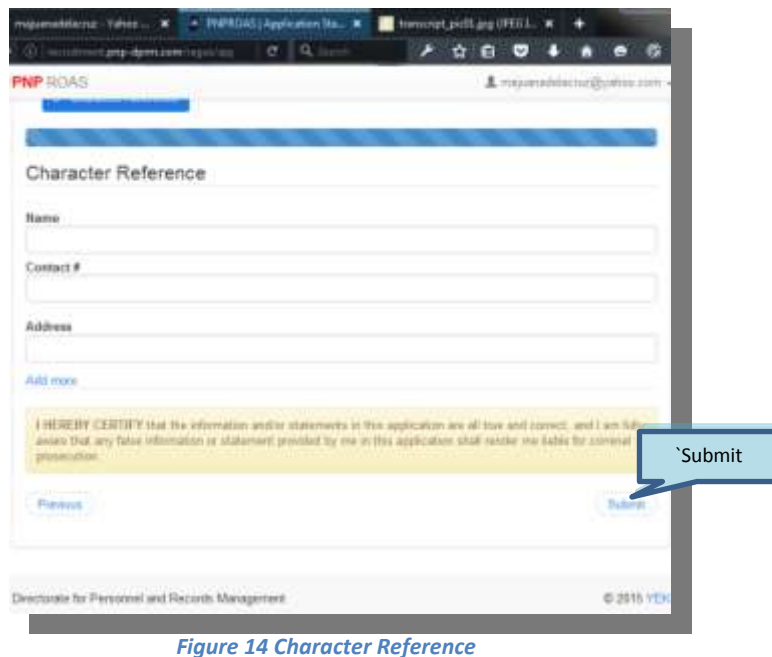 PNPROAS | Application Sta...
PNP ROAS
Character Reference
Name
Contact #
Address
Add more
I HEREBY CERTIFY that the information and/or statements in this application are all true and correct, and I am fully
aware that any false information or statement provided by me in this application shall render me liable for criminal
prosecution.
`Submit
Previous Submit
Directorate for Personnel and Records Management © 2015
Figure 14 Character Reference